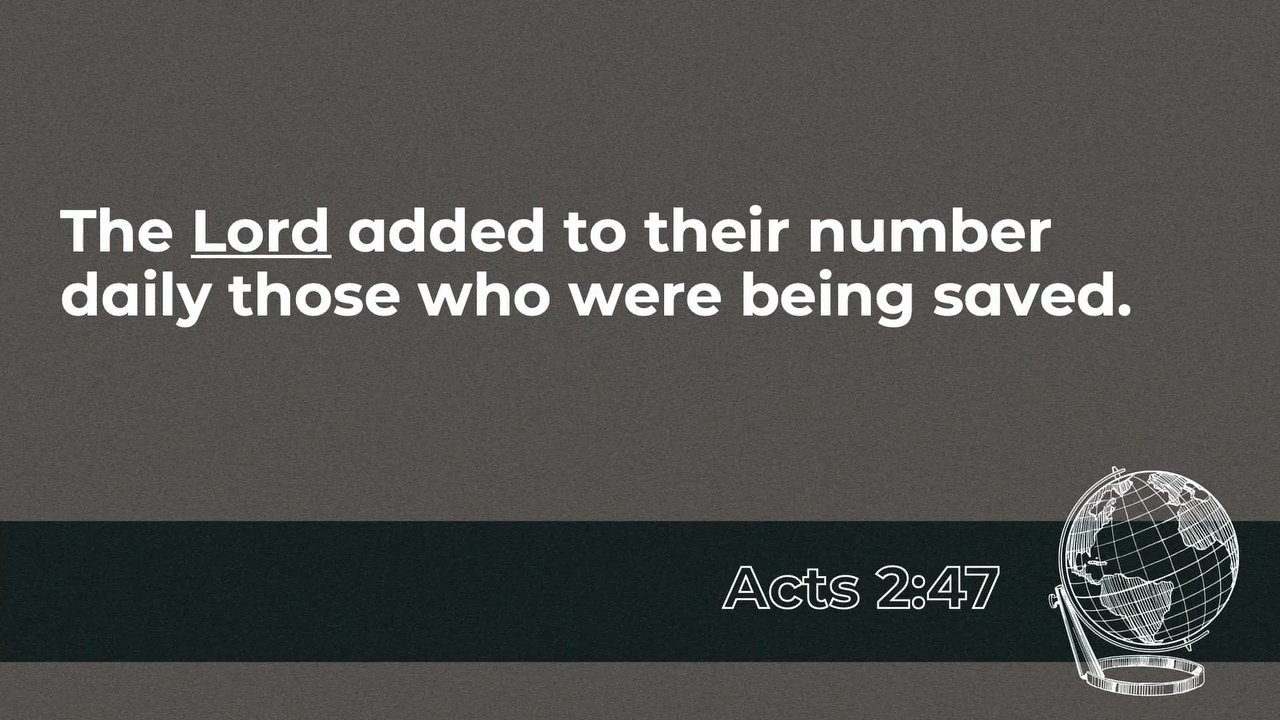 The Lord added to their number
daily those who were being saved.
Acts 2:47